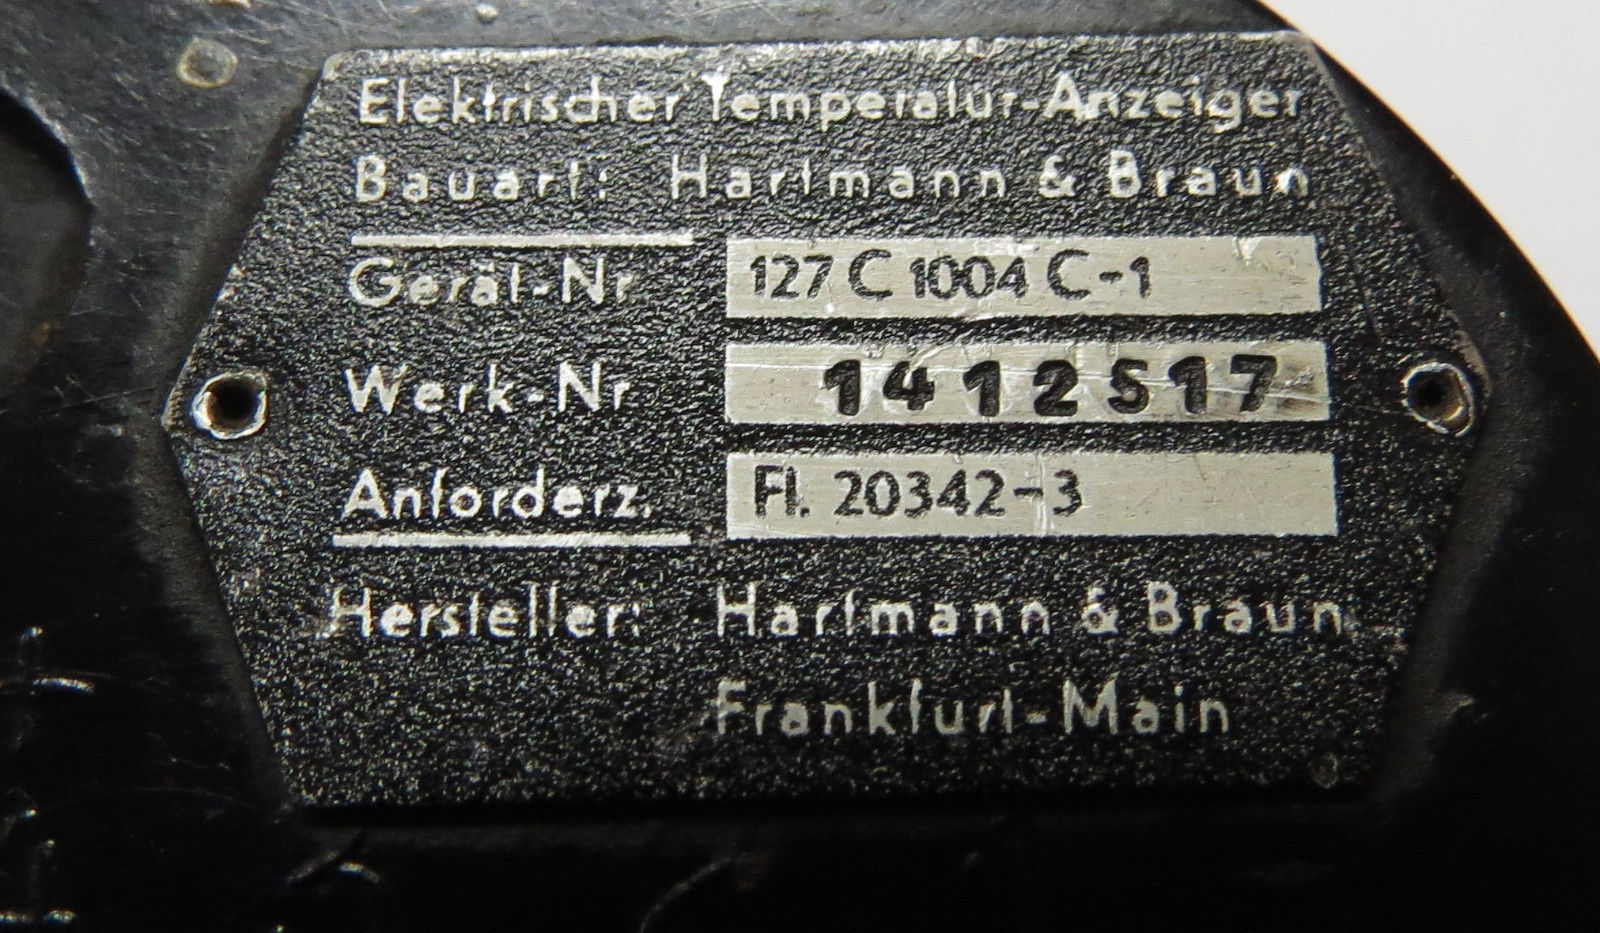 Elektrischer Temperatur-Anzeiger
Bauart: Hartmann & Braun
Gerät-Nr 127 C 1004 C-1
Werk-Nr 1412517
Anforderz. Fl. 20342-3
Hersteller: Hartmann & Braun
Frankfurt-Main